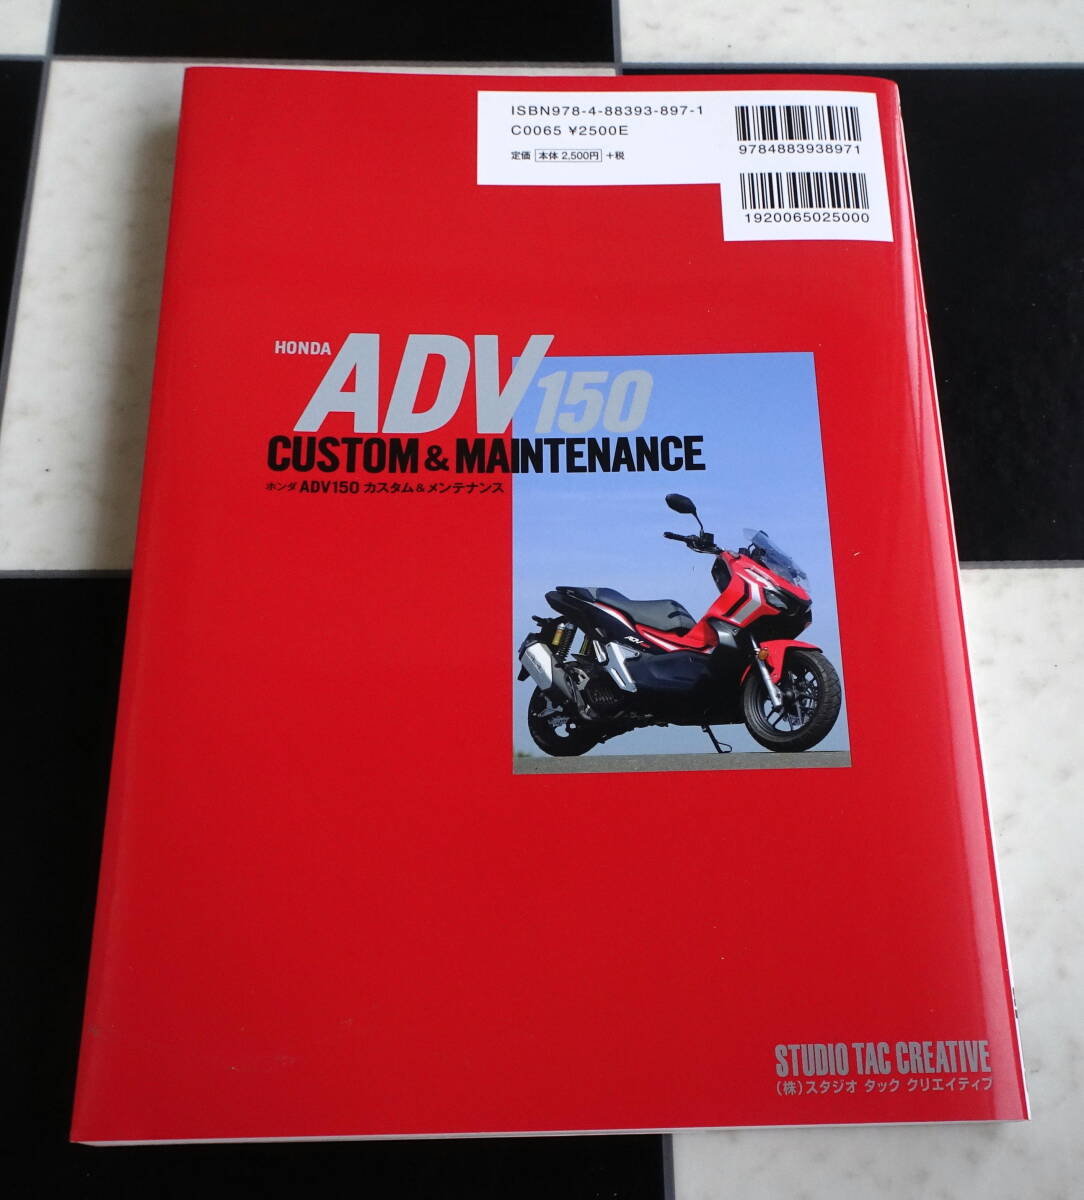 ISBN978-4-88393-897-1
C0065 ¥2500E
定価 本体 2,500円 +税
9784883938971
1920065025000
HONDA ADV150
CUSTOM & MAINTENANCE
ホンダ ADV150 カスタム&メンテナンス
ADV
STUDIO TAC CREATIVE
(株)スタジオ タック クリエイティブ